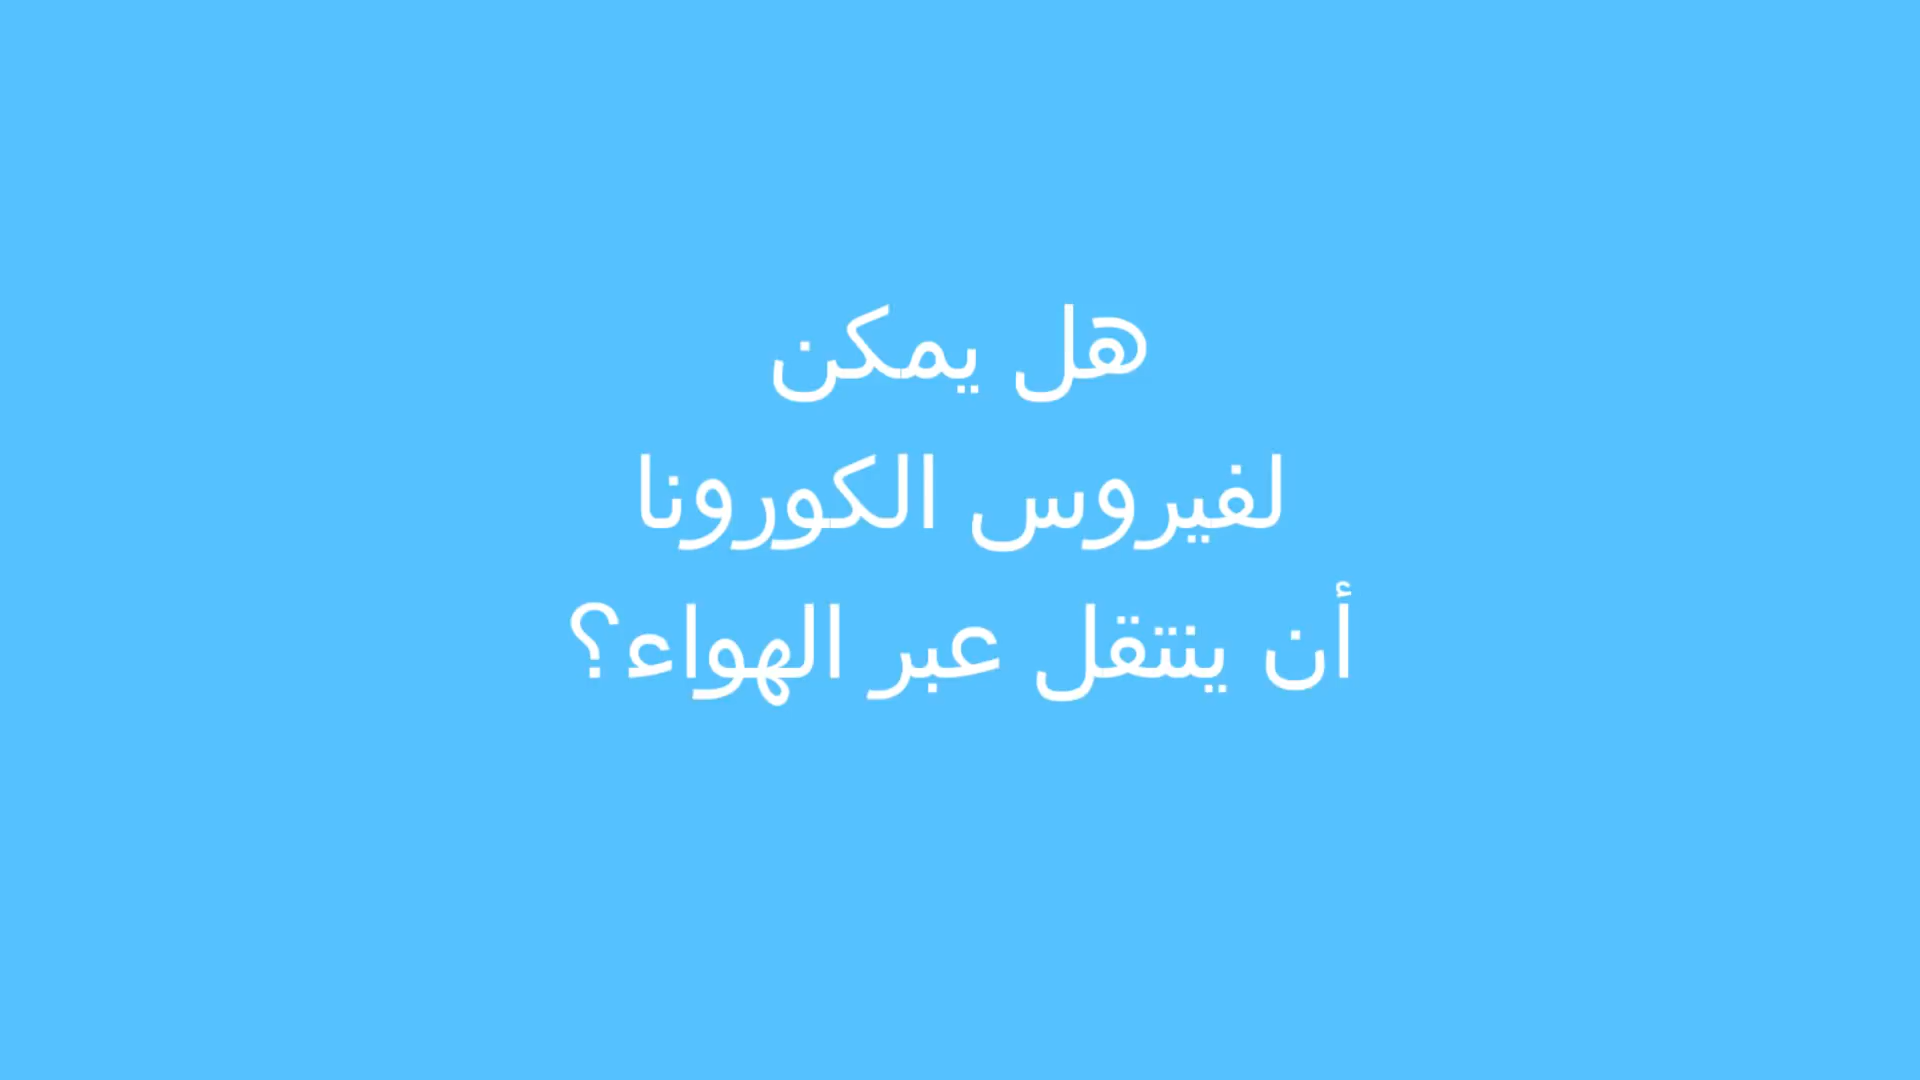 هل يمكن
لفيروس الكورونا
أن ينتقل عبر الهواء؟